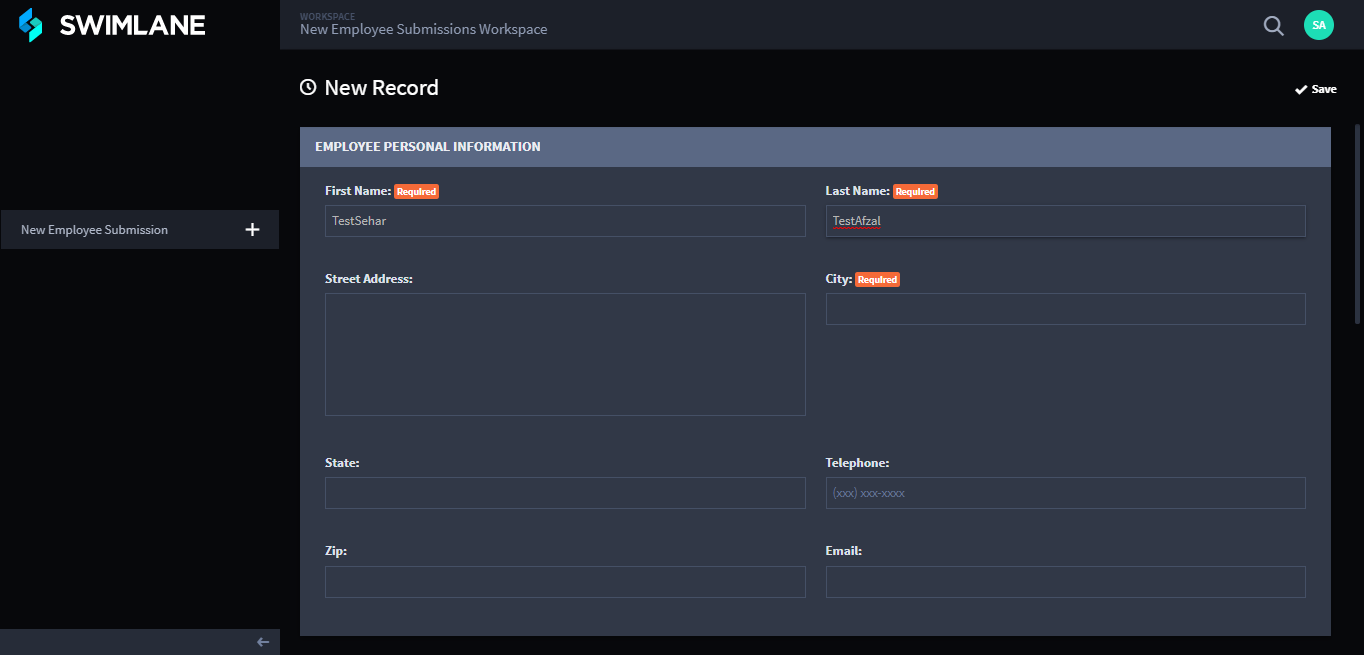 SWIMLANE
WORKSPACE
New Employee Submissions Workspace
SA
New Record
Save
New Employee Submission
EMPLOYEE PERSONAL INFORMATION
First Name: Required
Last Name: Required
TestSehar
TestAfzal
Street Address:
City: Required
State:
Telephone:
(xxx) xxx-xxxx
Zip:
Email: